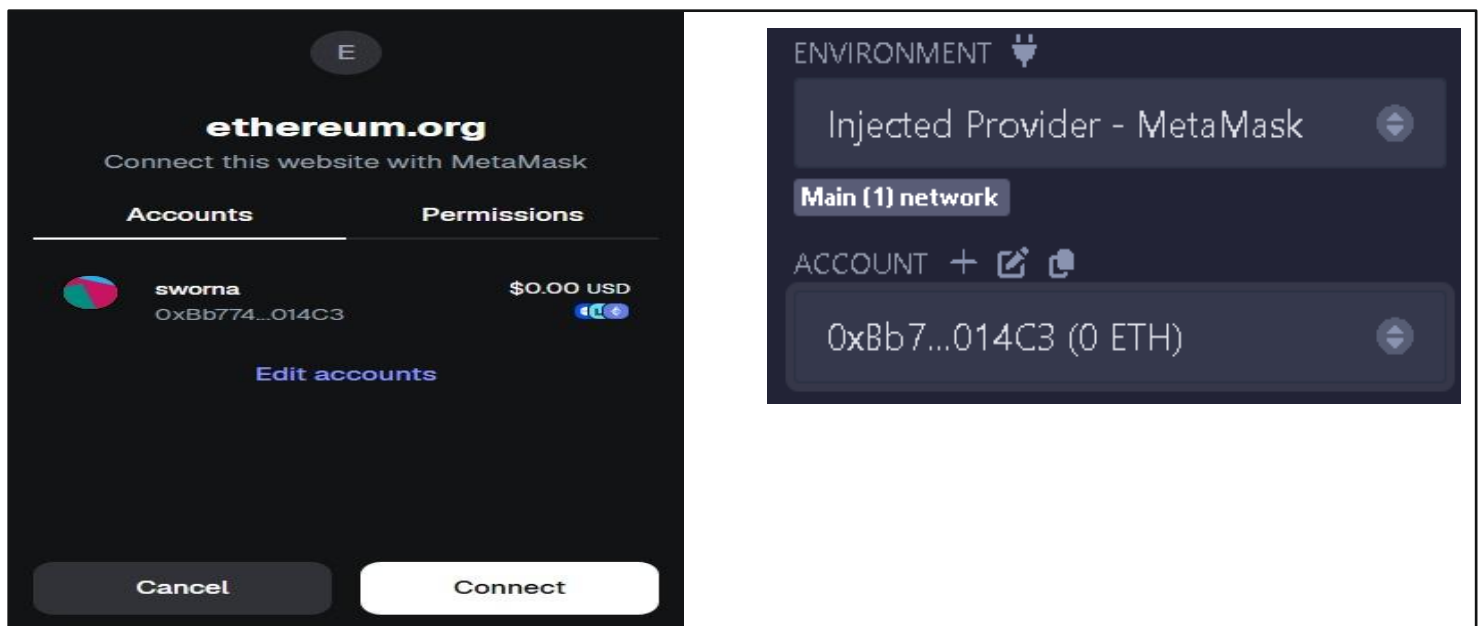 E
ethereum.org
Connect this website with MetaMask
Accounts Permissions
sworna $0.00 USD
0xBb774...014C3
Edit accounts
Cancel Connect
ENVIRONMENT
Injected Provider - MetaMask
Main (1) network
ACCOUNT
0xBb7...014C3 (0 ETH)